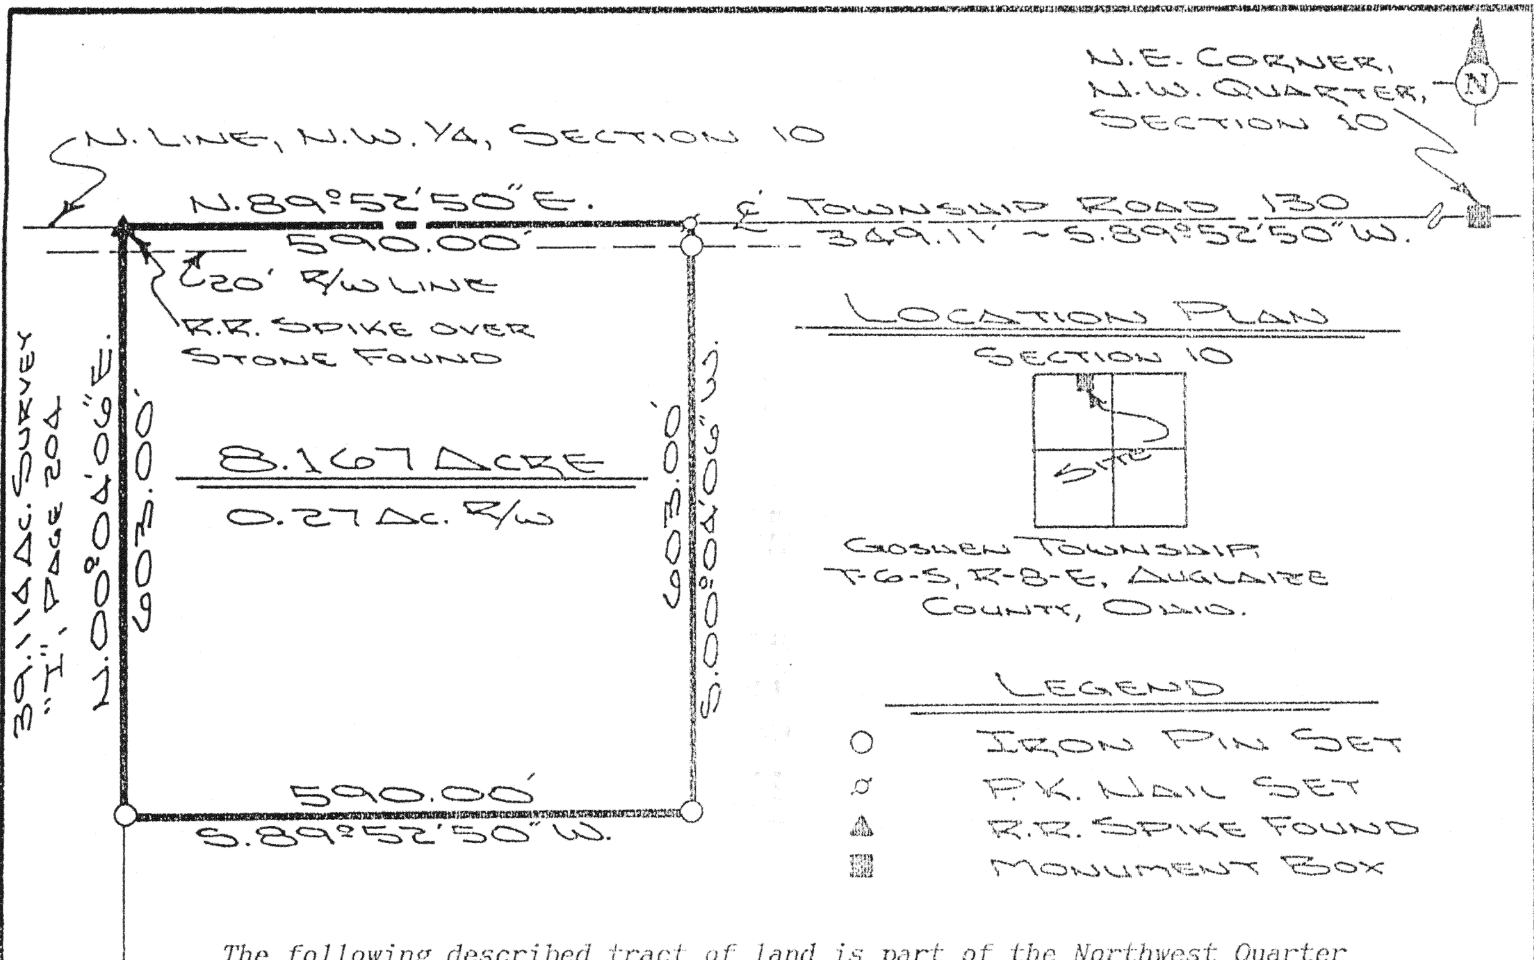 N.E. CORNER,
N.W. QUARTER,
SECTION 10
N
N. LINE, N.W. 1/4, SECTION 10
N.89°52'50"E.
590.00'
℄ TOWNSHIP ROAD 130
349.11' ~ S.89°52'50"W.
20' R/W LINE
R.R. SPIKE OVER
STONE FOUND
39.114 AC. SURVEY
"I", PAGE 204
N.00°04'06"E.
603.00'
8.167 ACRE
0.27 AC. R/W
603.00'
S.00°04'06"W.
590.00'
S.89°52'50"W.
LOCATION PLAN
SECTION 10
SITE
GOSHEN TOWNSHIP,
T-6-S, R-8-E, AUGLAIZE
COUNTY, OHIO.
LEGEND
IRON PIN SET
P.K. NAIL SET
R.R. SPIKE FOUND
MONUMENT BOX
The following described tract of land is part of the Northwest Quarter